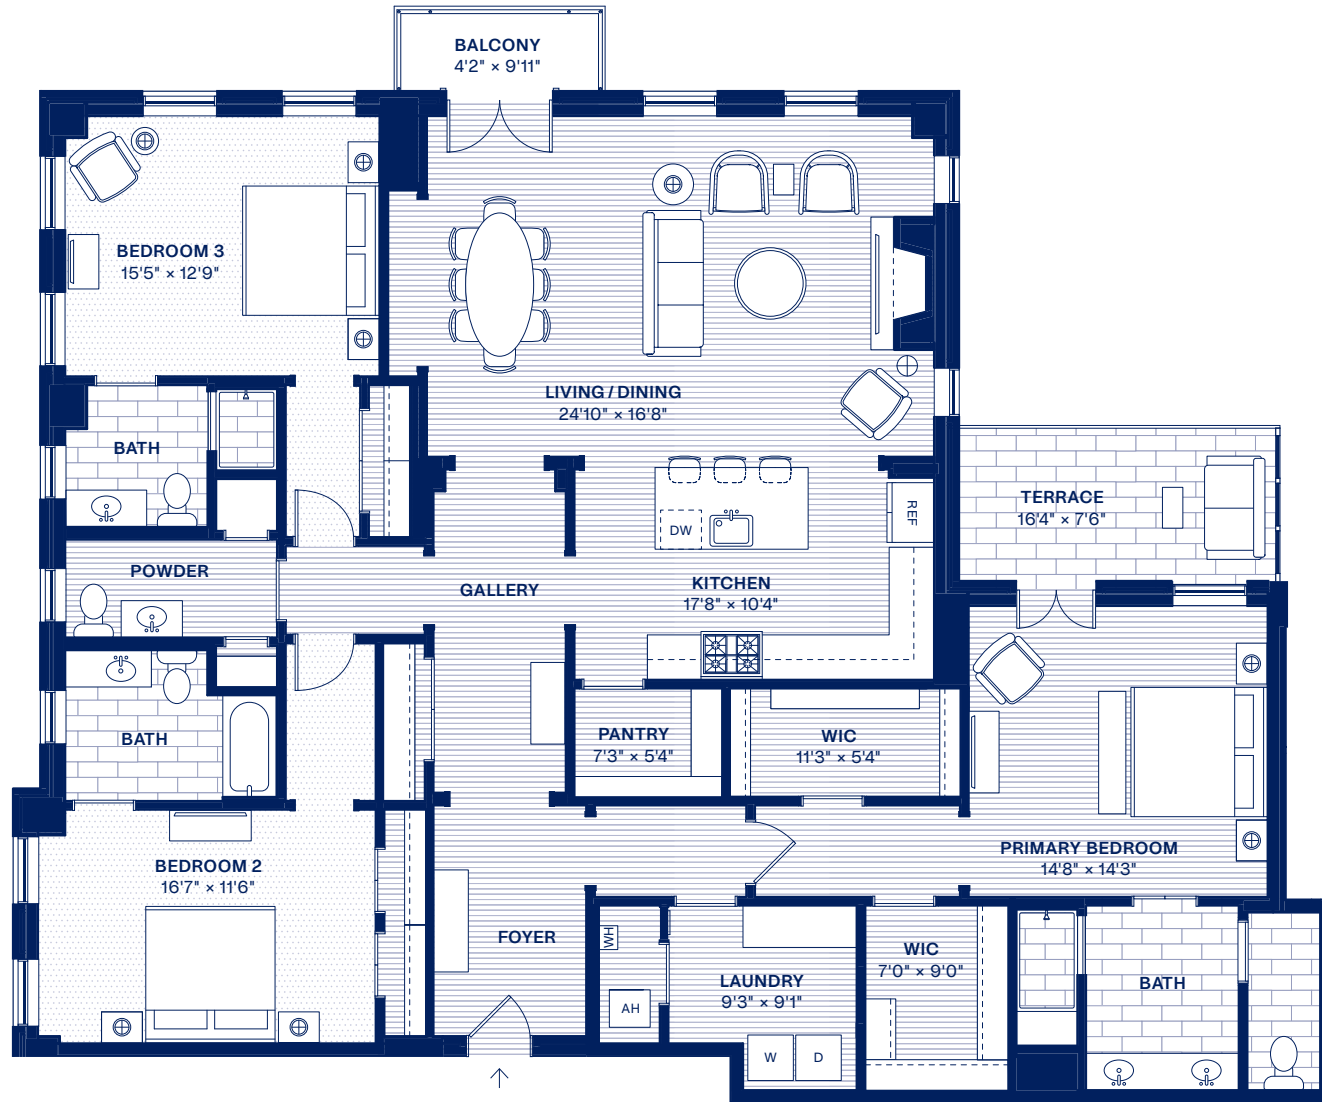 BALCONY
4'2" × 9'11"
BEDROOM 3
15'5" × 12'9"
LIVING / DINING
24'10" × 16'8"
BATH
REF
TERRACE
16'4" × 7'6"
DW
POWDER
GALLERY
KITCHEN
17'8" × 10'4"
BATH
PANTRY
7'3" × 5'4"
WIC
11'3" × 5'4"
BEDROOM 2
16'7" × 11'6"
PRIMARY BEDROOM
14'8" × 14'3"
FOYER
WH
AH
LAUNDRY
9'3" × 9'1"
W
D
WIC
7'0" × 9'0"
BATH